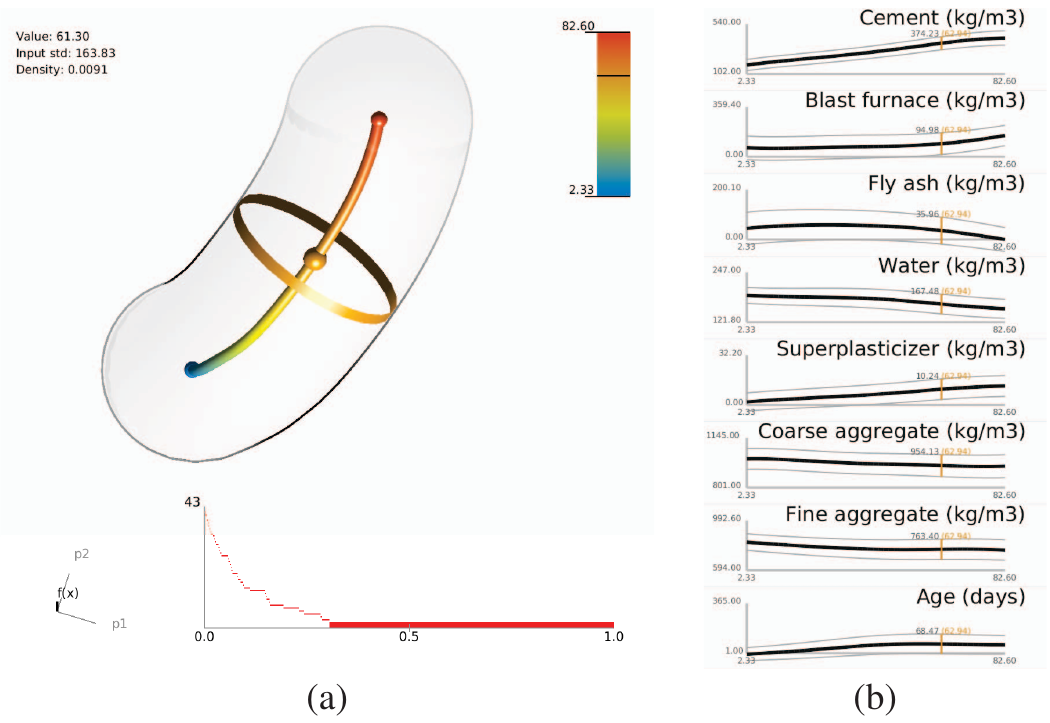 Value: 61.30
Input std: 163.83
Density: 0.0091
82.60
2.33
43
0.0
0.5
1.0
p2
f(x)
p1
(a)
Cement (kg/m3)
540.00
374.23 (62.94)
102.00
2.33
82.60
Blast furnace (kg/m3)
359.40
94.98 (62.94)
0.00
2.33
82.60
Fly ash (kg/m3)
200.10
35.96 (62.94)
0.00
2.33
82.60
Water (kg/m3)
247.00
167.48 (62.94)
121.80
2.33
82.60
Superplasticizer (kg/m3)
32.20
10.24 (62.94)
0.00
2.33
82.60
Coarse aggregate (kg/m3)
1145.00
954.13 (62.94)
801.00
2.33
82.60
Fine aggregate (kg/m3)
992.60
763.40 (62.94)
594.00
2.33
82.60
Age (days)
365.00
68.47 (62.94)
1.00
2.33
82.60
(b)